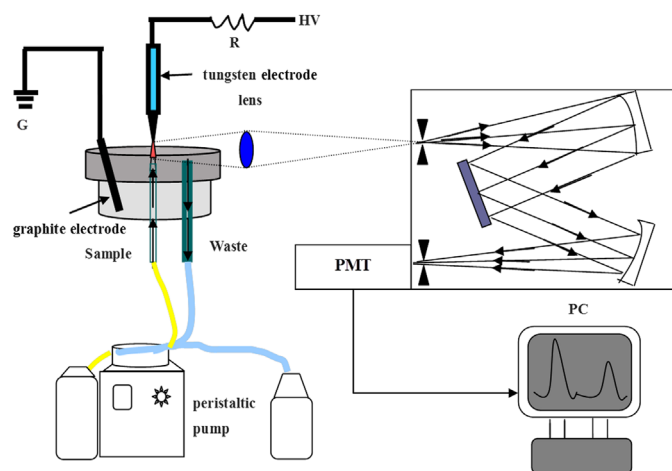 HV
R
tungsten electrode
lens
G
graphite electrode
Sample
Waste
PMT
PC
peristaltic
pump